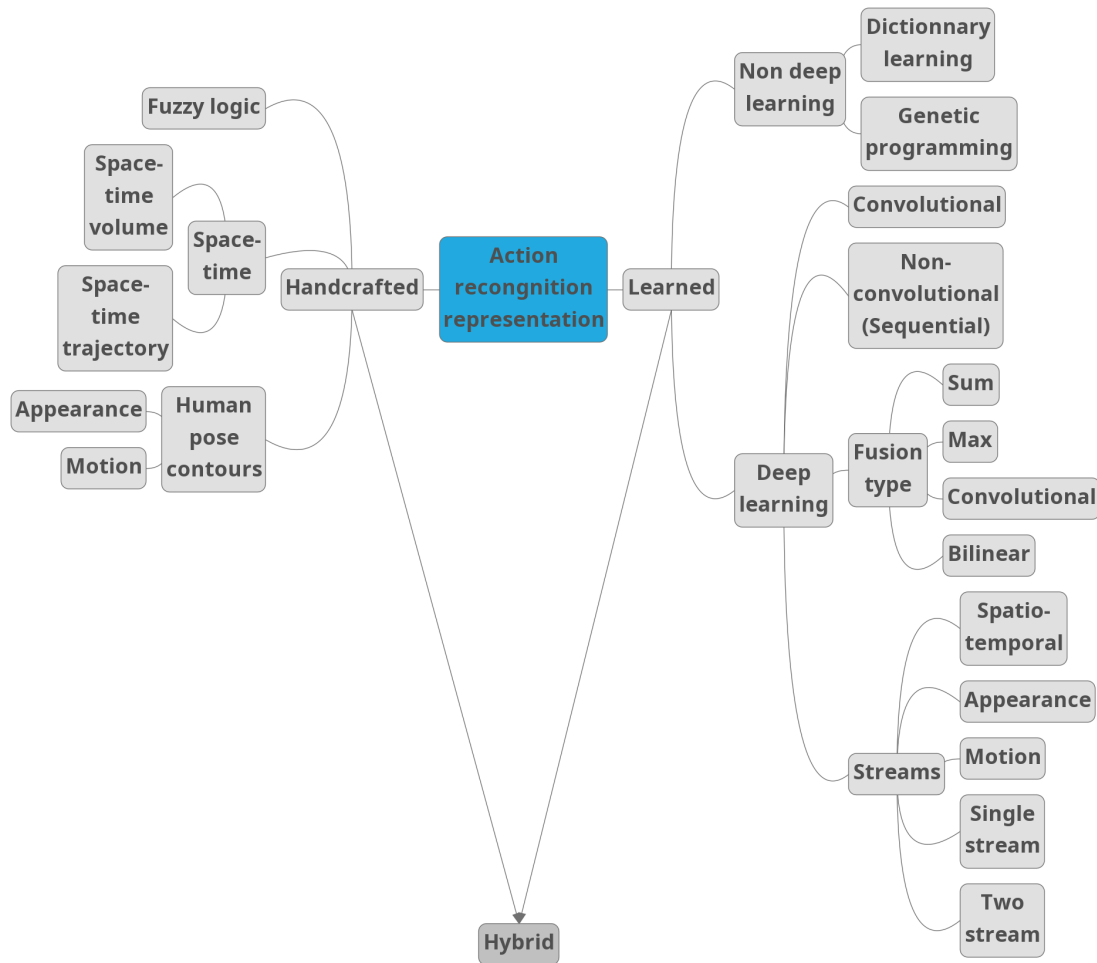 Fuzzy logic
Space-
time
volume
Space-
time
Space-
time
trajectory
Handcrafted
Appearance
Motion
Human
pose
contours
Action
recongnition
representation
Learned
Non deep
learning
Dictionnary
learning
Genetic
programming
Deep
learning
Convolutional
Non-
convolutional
(Sequential)
Fusion
type
Sum
Max
Convolutional
Bilinear
Streams
Spatio-
temporal
Appearance
Motion
Single
stream
Two
stream
Hybrid